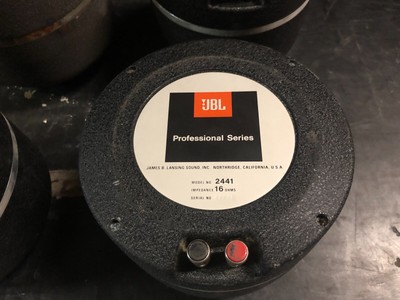 JBL
Professional Series
JAMES B. LANSING SOUND, INC. NORTHRIDGE, CALIFORNIA, U.S.A.
MODEL NO 2441
IMPEDANCE 16 OHMS
SERIAL NO